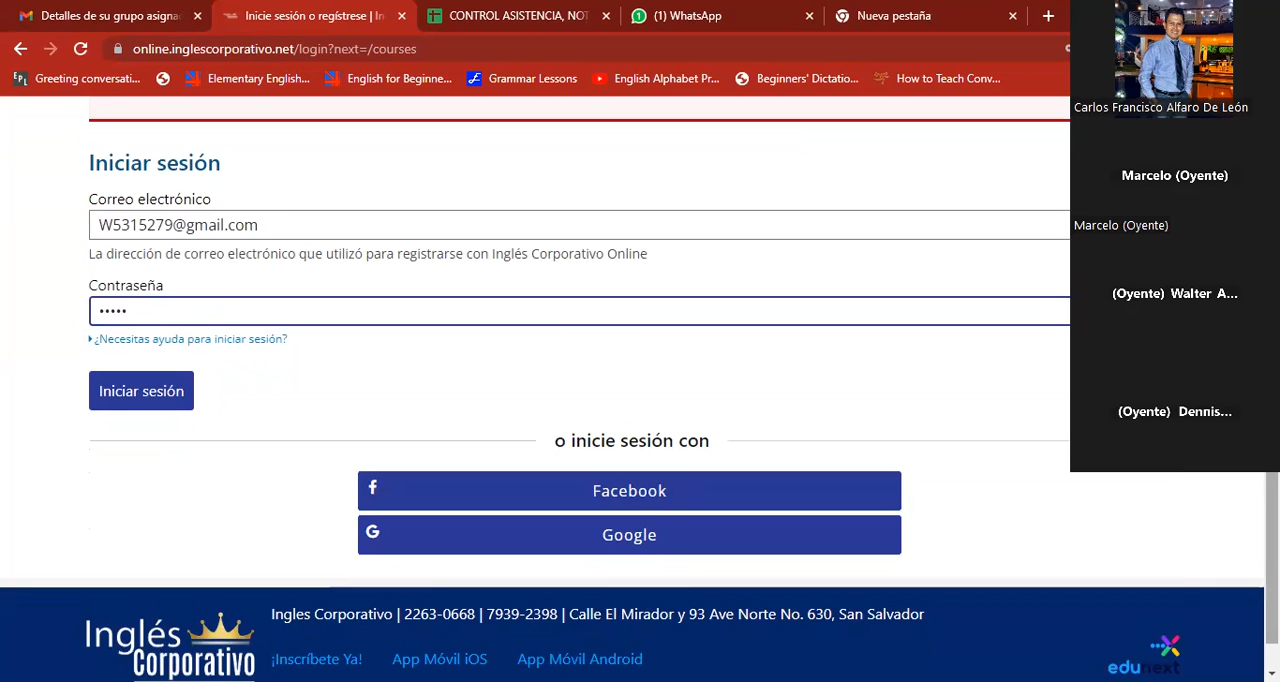 Detalles de su grupo asigna
Inicie sesión o regístrese | In
CONTROL ASISTENCIA, NOT
(1) WhatsApp
Nueva pestaña
online.inglescorporativo.net/login?next=/courses
Greeting conversati...
Elementary English...
English for Beginne...
Grammar Lessons
English Alphabet Pr...
Beginners' Dictatio...
How to Teach Conv...
Carlos Francisco Alfaro De León
Marcelo (Oyente)
Marcelo (Oyente)
(Oyente) Walter A...
(Oyente) Dennis...
Iniciar sesión
Correo electrónico
W5315279@gmail.com
La dirección de correo electrónico que utilizó para registrarse con Inglés Corporativo Online
Contraseña
•••••
¿Necesitas ayuda para iniciar sesión?
Iniciar sesión
o inicie sesión con
Facebook
Google
Inglés
Corporativo
Ingles Corporativo | 2263-0668 | 7939-2398 | Calle El Mirador y 93 Ave Norte No. 630, San Salvador
¡Inscríbete Ya!
App Móvil iOS
App Móvil Android
edunext